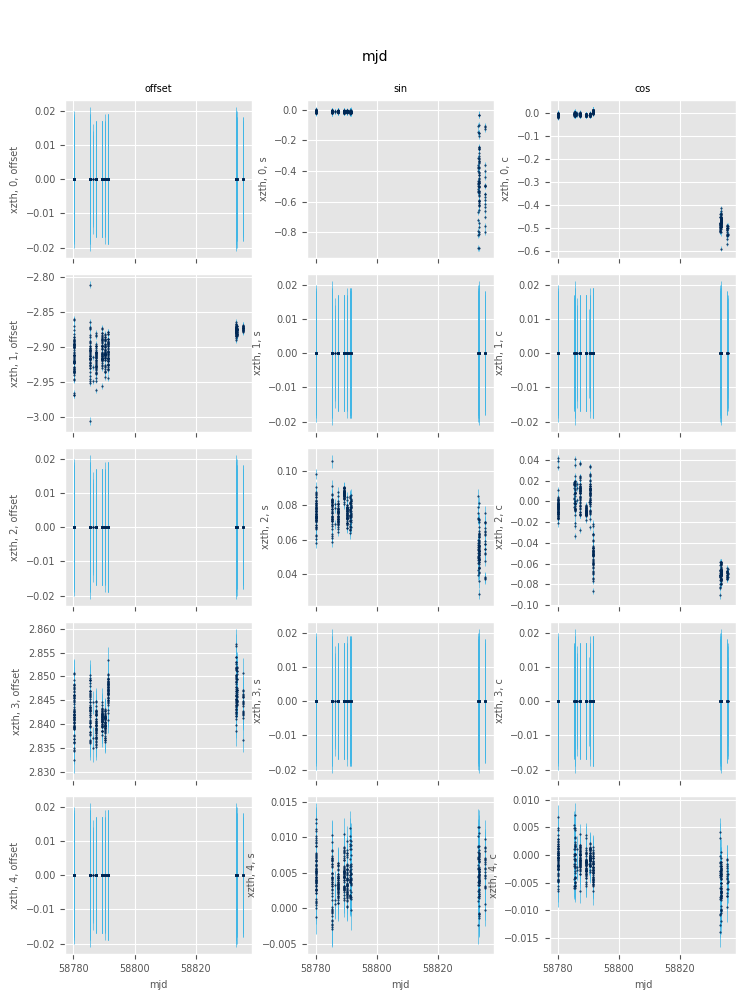 mjd
offset sin cos
0.02 0.01 0.00 −0.01 −0.02 xzth, 0, offset
0.0 −0.2 −0.4 −0.6 −0.8 xzth, 0, s
0.0 −0.1 −0.2 −0.3 −0.4 −0.5 −0.6 xzth, 0, c
−2.80 −2.85 −2.90 −2.95 −3.00 xzth, 1, offset
0.02 0.01 0.00 −0.01 −0.02 xzth, 1, s
0.02 0.01 0.00 −0.01 −0.02 xzth, 1, c
0.02 0.01 0.00 −0.01 −0.02 xzth, 2, offset
0.10 0.08 0.06 0.04 xzth, 2, s
0.04 0.02 0.00 −0.02 −0.04 −0.06 −0.08 −0.10 xzth, 2, c
2.860 2.855 2.850 2.845 2.840 2.835 2.830 xzth, 3, offset
0.02 0.01 0.00 −0.01 −0.02 xzth, 3, s
0.02 0.01 0.00 −0.01 −0.02 xzth, 3, c
0.02 0.01 0.00 −0.01 −0.02 xzth, 4, offset
0.015 0.010 0.005 0.000 −0.005 xzth, 4, s
0.010 0.005 0.000 −0.005 −0.010 −0.015 xzth, 4, c
58780 58800 58820 58780 58800 58820 58780 58800 58820
mjd mjd mjd